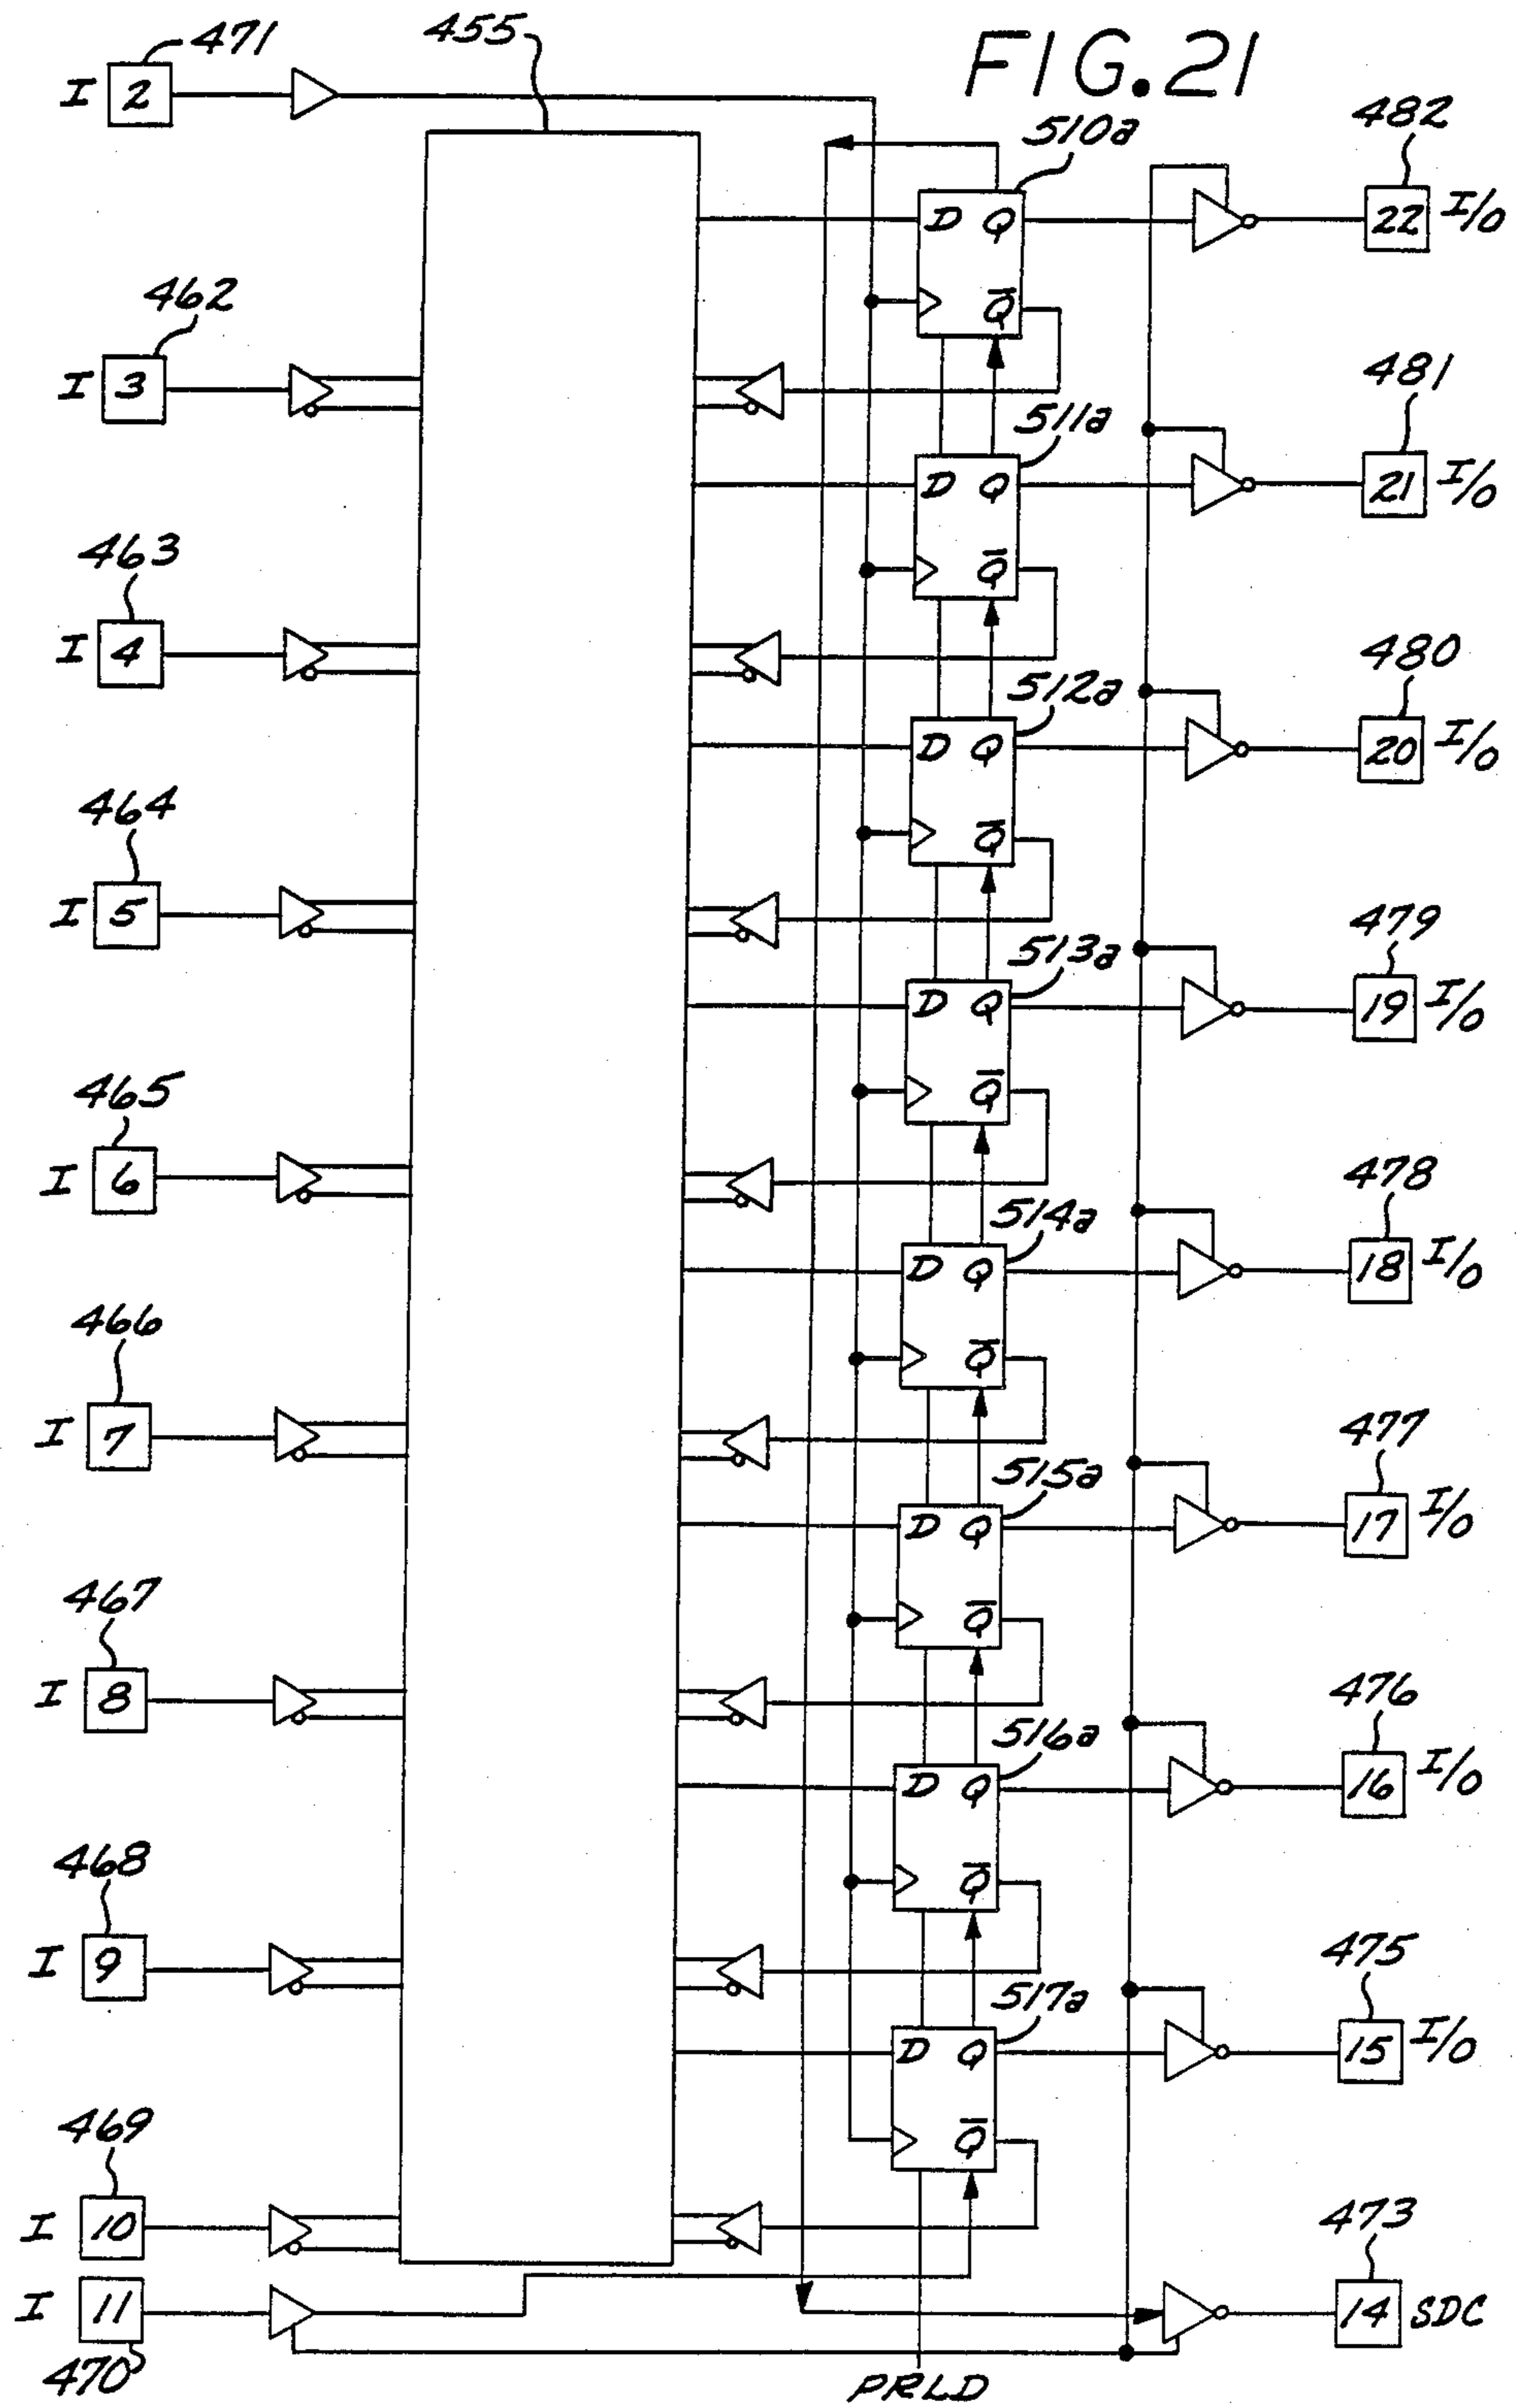 FIG. 21
471
455
I 2
510a
482
D Q
22 I/O
462
Q̅
I 3
481
511a
D Q
21 I/O
463
Q̅
I 4
480
512a
D Q
20 I/O
464
Q̅
I 5
479
513a
D Q
19 I/O
465
Q̅
I 6
478
514a
D Q
18 I/O
466
Q̅
I 7
477
515a
D Q
17 I/O
467
Q̅
I 8
476
516a
D Q
16 I/O
468
Q̅
I 9
475
517a
D Q
15 I/O
469
Q̅
I 10
473
I 11
14 SDC
470
PRLD